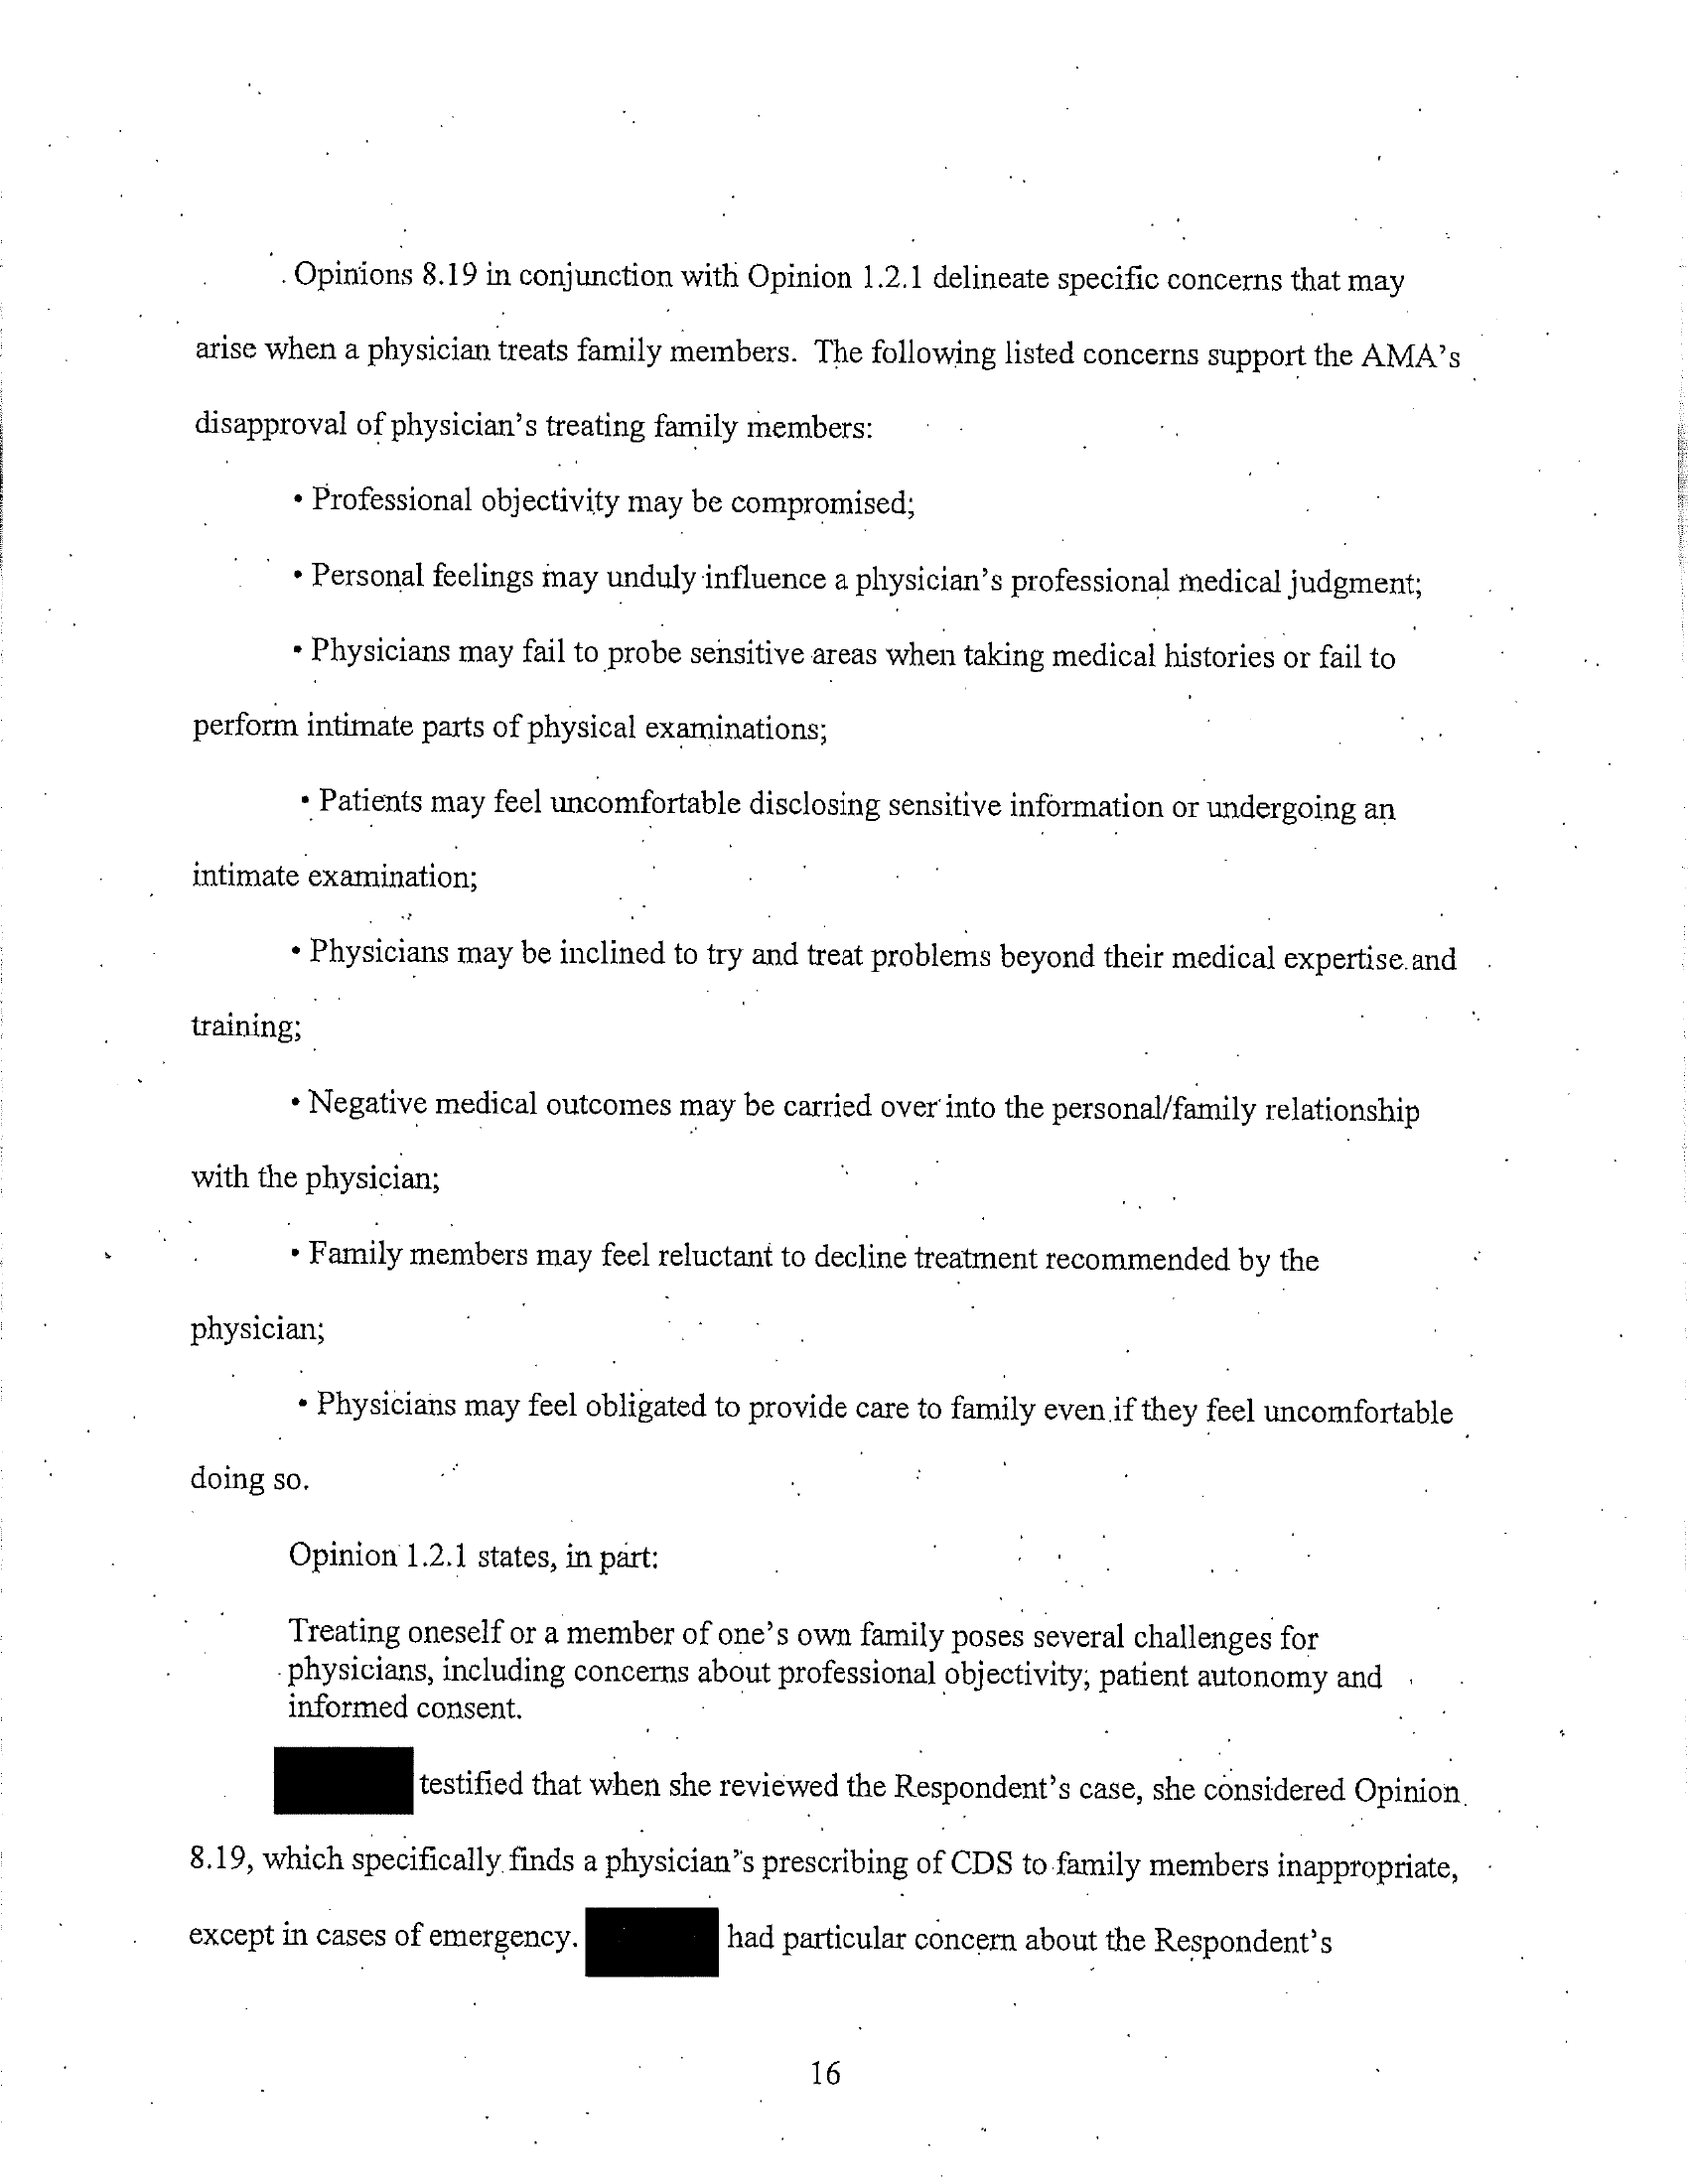 Opinions 8.19 in conjunction with Opinion 1.2.1 delineate specific concerns that may
arise when a physician treats family members. The following listed concerns support the AMA's
disapproval of physician's treating family members:
• Professional objectivity may be compromised;
• Personal feelings may unduly influence a physician's professional medical judgment;
• Physicians may fail to probe sensitive areas when taking medical histories or fail to
perform intimate parts of physical examinations;
• Patients may feel uncomfortable disclosing sensitive information or undergoing an
intimate examination;
• Physicians may be inclined to try and treat problems beyond their medical expertise and
training;
• Negative medical outcomes may be carried over into the personal/family relationship
with the physician;
• Family members may feel reluctant to decline treatment recommended by the
physician;
• Physicians may feel obligated to provide care to family even if they feel uncomfortable
doing so.
Opinion 1.2.1 states, in part:
Treating oneself or a member of one's own family poses several challenges for
physicians, including concerns about professional objectivity, patient autonomy and
informed consent.
testified that when she reviewed the Respondent's case, she considered Opinion
8.19, which specifically finds a physician's prescribing of CDS to family members inappropriate,
except in cases of emergency. had particular concern about the Respondent's
16